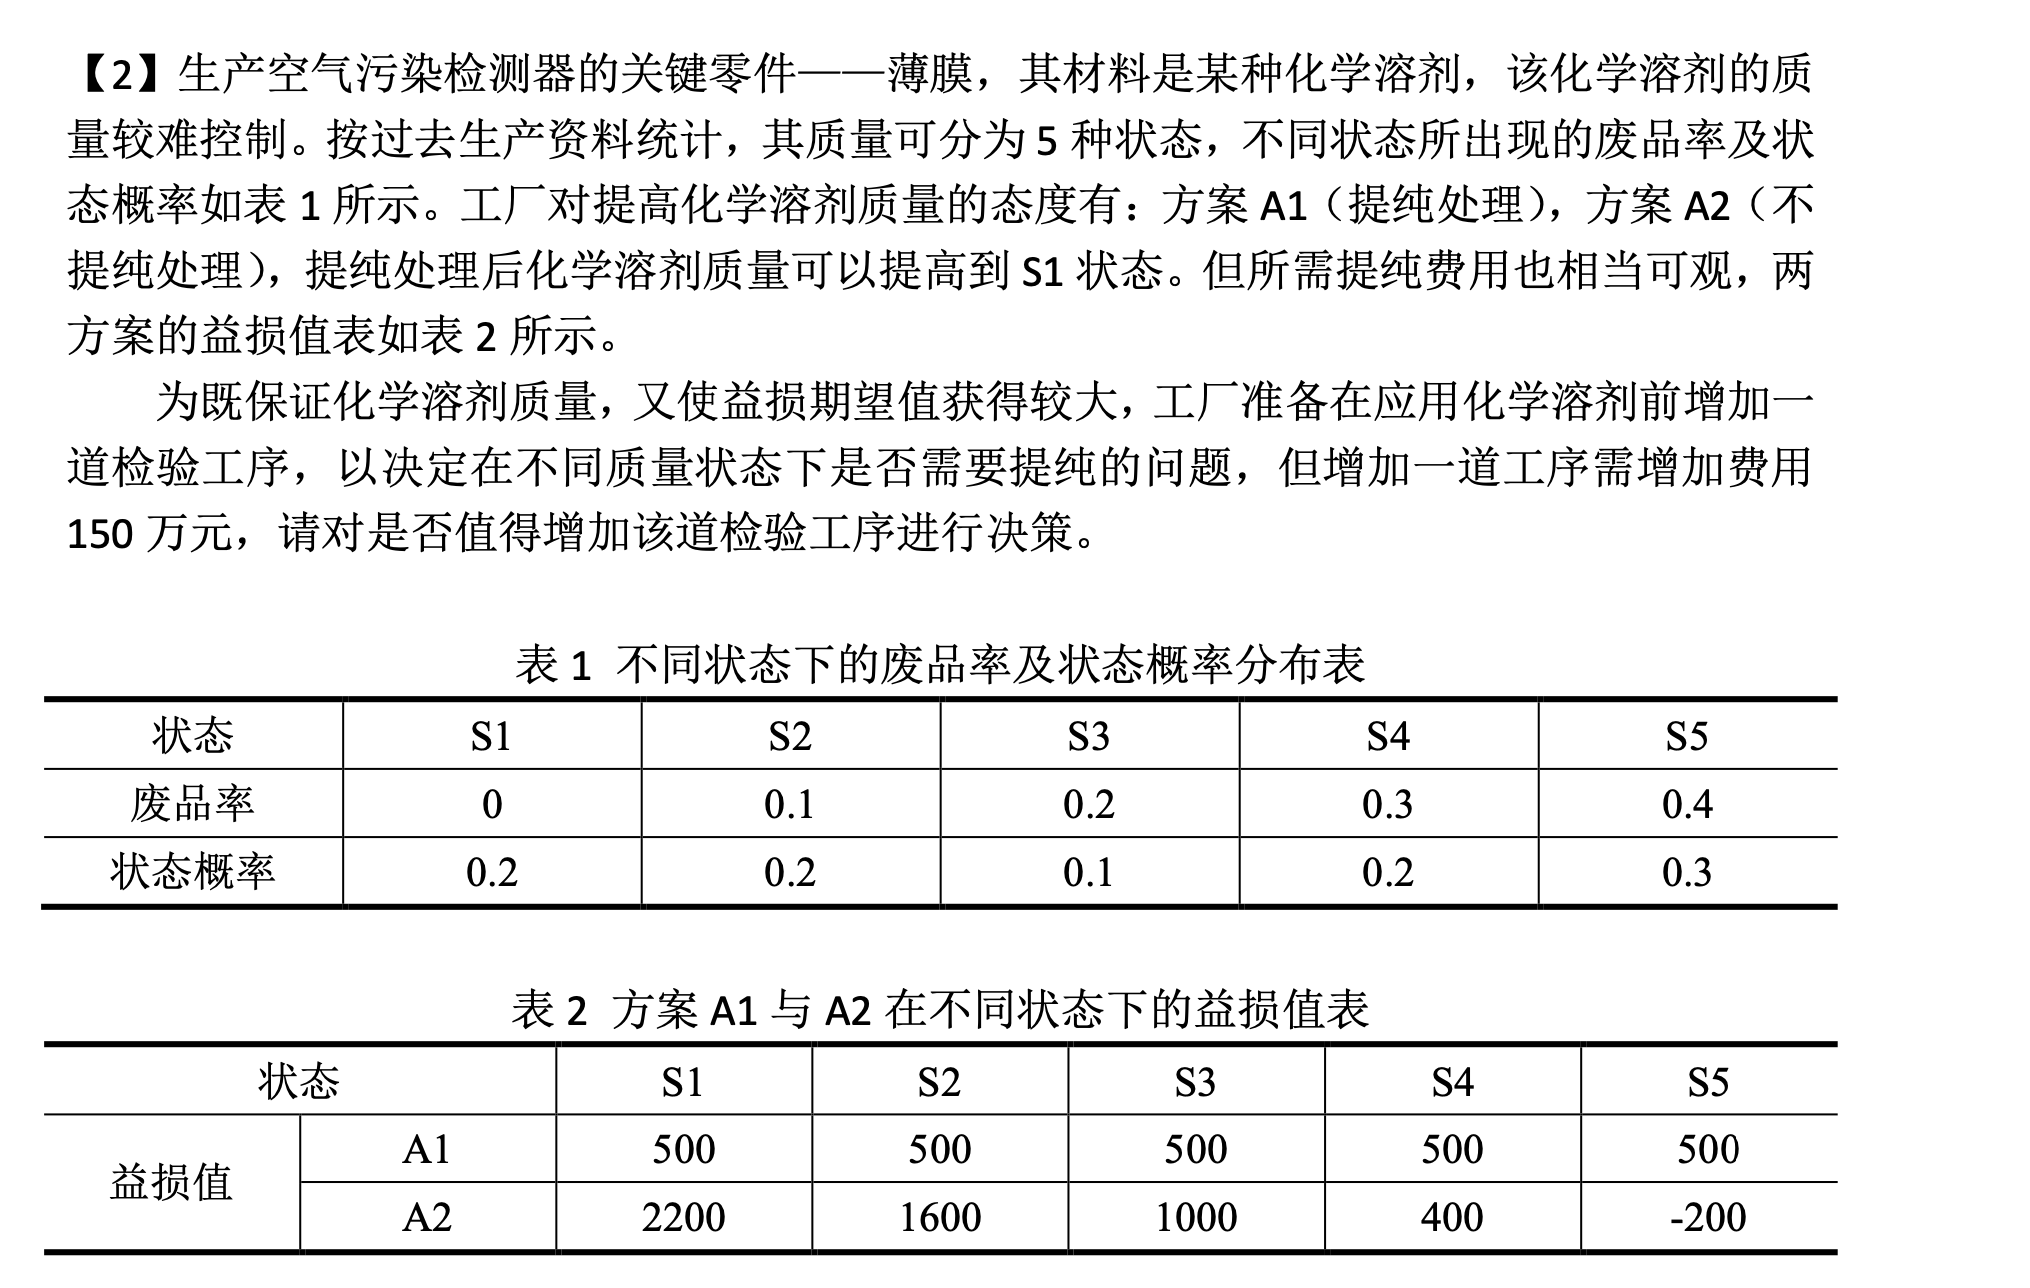 【2】生产空气污染检测器的关键零件——薄膜，其材料是某种化学溶剂，该化学溶剂的质
量较难控制。按过去生产资料统计，其质量可分为 5 种状态，不同状态所出现的废品率及状
态概率如表 1 所示。工厂对提高化学溶剂质量的态度有：方案 A1（提纯处理），方案 A2（不
提纯处理），提纯处理后化学溶剂质量可以提高到 S1 状态。但所需提纯费用也相当可观，两
方案的益损值表如表 2 所示。
为既保证化学溶剂质量，又使益损期望值获得较大，工厂准备在应用化学溶剂前增加一
道检验工序，以决定在不同质量状态下是否需要提纯的问题，但增加一道工序需增加费用
150 万元，请对是否值得增加该道检验工序进行决策。
表 1 不同状态下的废品率及状态概率分布表
状态 S1 S2 S3 S4 S5
废品率 0 0.1 0.2 0.3 0.4
状态概率 0.2 0.2 0.1 0.2 0.3
表 2 方案 A1 与 A2 在不同状态下的益损值表
状态 S1 S2 S3 S4 S5
益损值 A1 500 500 500 500 500
A2 2200 1600 1000 400 -200